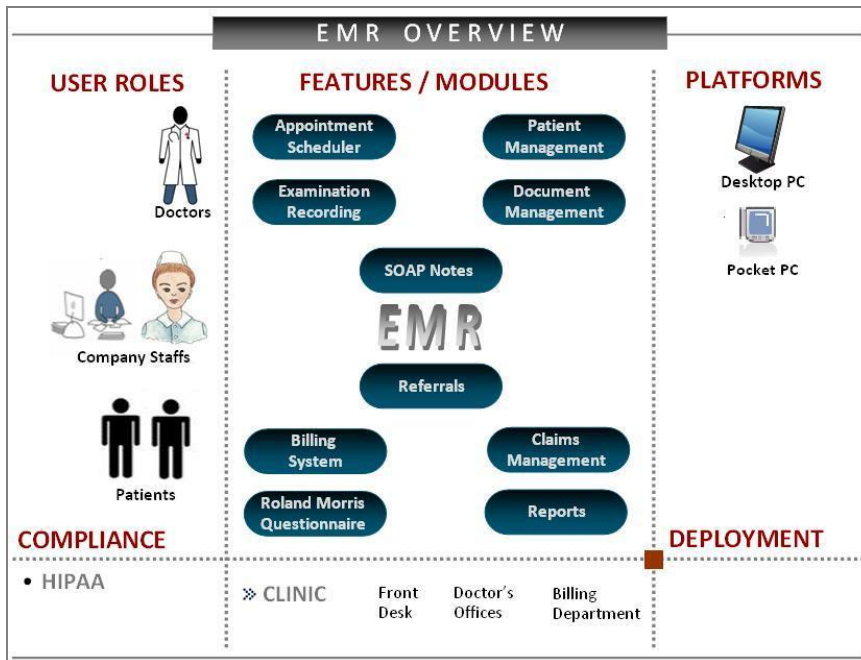 EMR OVERVIEW
USER ROLES
FEATURES / MODULES
PLATFORMS
Appointment
Scheduler
Patient
Management
Doctors
Examination
Recording
Document
Management
Desktop PC
SOAP Notes
Pocket PC
EMR
Company Staffs
Referrals
Billing
System
Claims
Management
Patients
Roland Morris
Questionnaire
Reports
COMPLIANCE
DEPLOYMENT
• HIPAA
» CLINIC
Front
Desk
Doctor's
Offices
Billing
Department